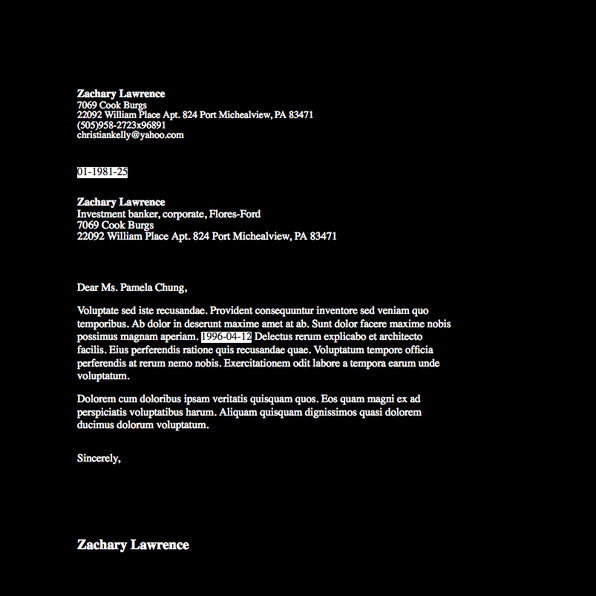 Zachary Lawrence
7069 Cook Burgs
22092 William Place Apt. 824 Port Michealview, PA 83471
(505)958-2723x96891
christiankelly@yahoo.com
01-1981-25
Zachary Lawrence
Investment banker, corporate, Flores-Ford
7069 Cook Burgs
22092 William Place Apt. 824 Port Michealview, PA 83471
Dear Ms. Pamela Chung,
Voluptate sed iste recusandae. Provident consequuntur inventore sed veniam quo
temporibus. Ab dolor in deserunt maxime amet at ab. Sunt dolor facere maxime nobis
possimus magnam aperiam. 1996-04-12 Delectus rerum explicabo et architecto
facilis. Eius perferendis ratione quis recusandae quae. Voluptatum tempore officia
perferendis at rerum nemo nobis. Exercitationem odit labore a tempora earum unde
voluptatum.
Dolorem cum doloribus ipsam veritatis quisquam quos. Eos quam magni ex ad
perspiciatis voluptatibus harum. Aliquam quisquam dignissimos quasi dolorem
ducimus dolorum voluptatum.
Sincerely,
Zachary Lawrence